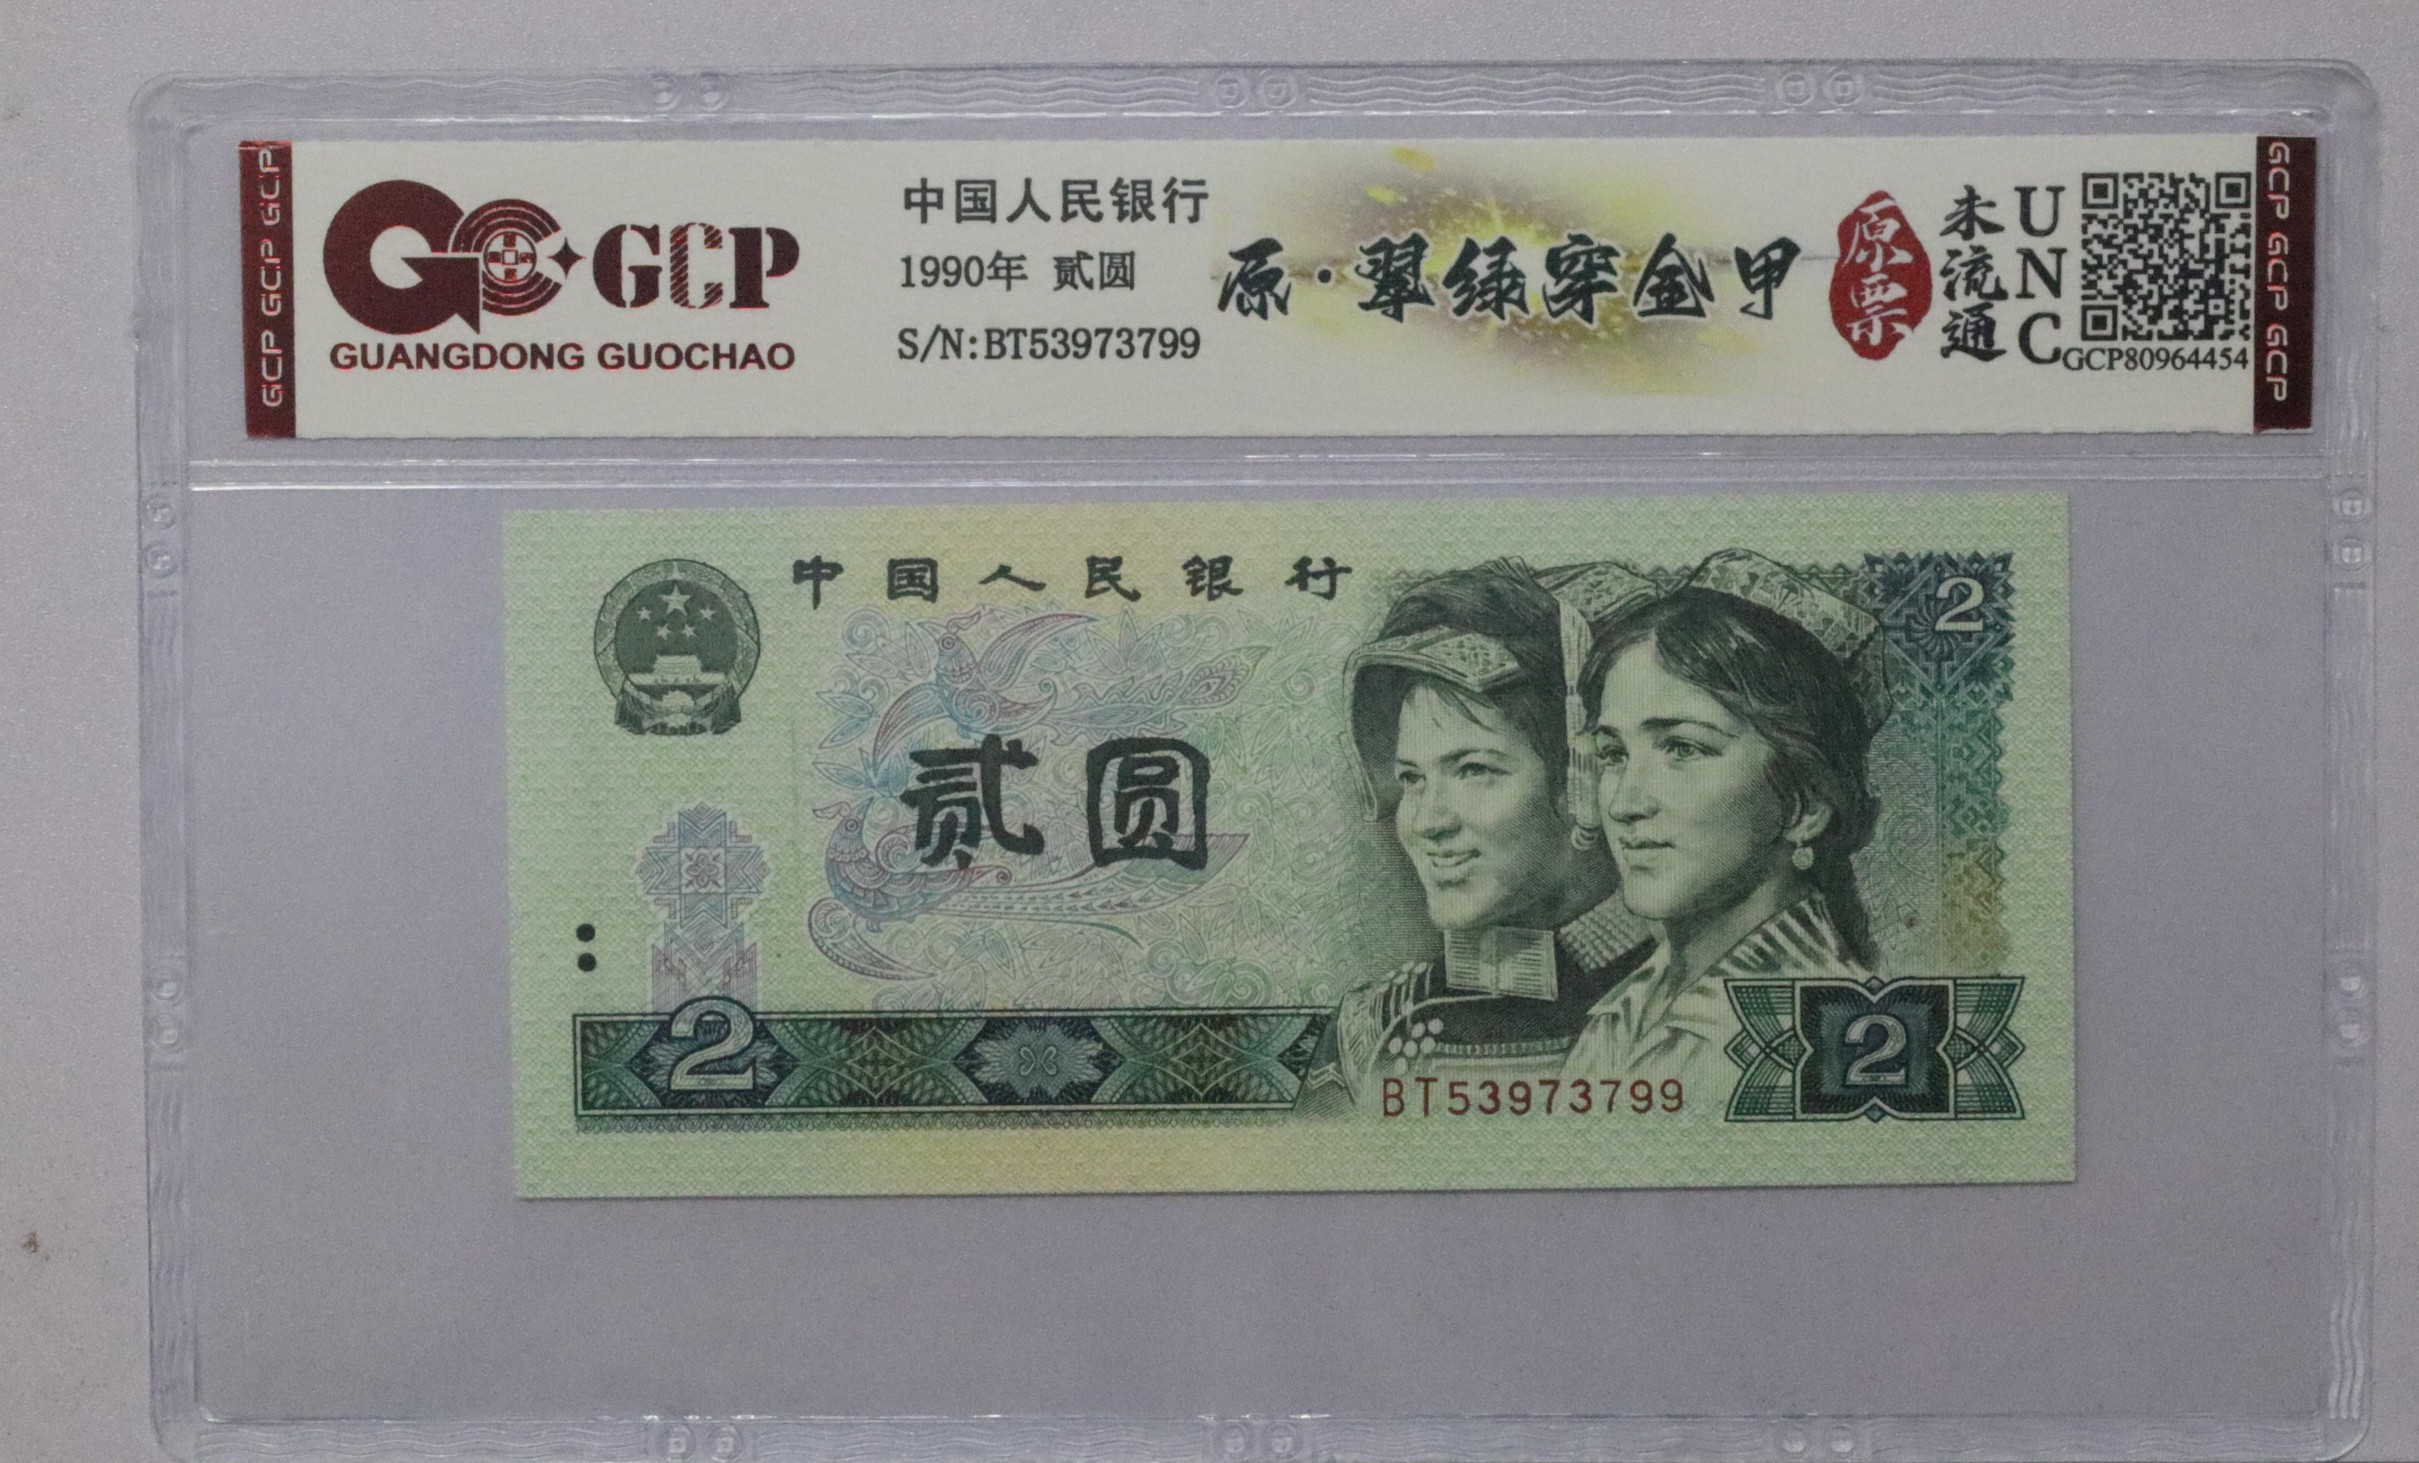 GCP GCP GCP
GCP
GUANGDONG GUOCHAO
中国人民银行
1990年 贰圆
S/N:BT53973799
原·翠绿穿金甲
原票
未流通
UNC
GCP80964454
GCP GCP GCP
中国人民银行
2
贰圆
2
BT53973799
2